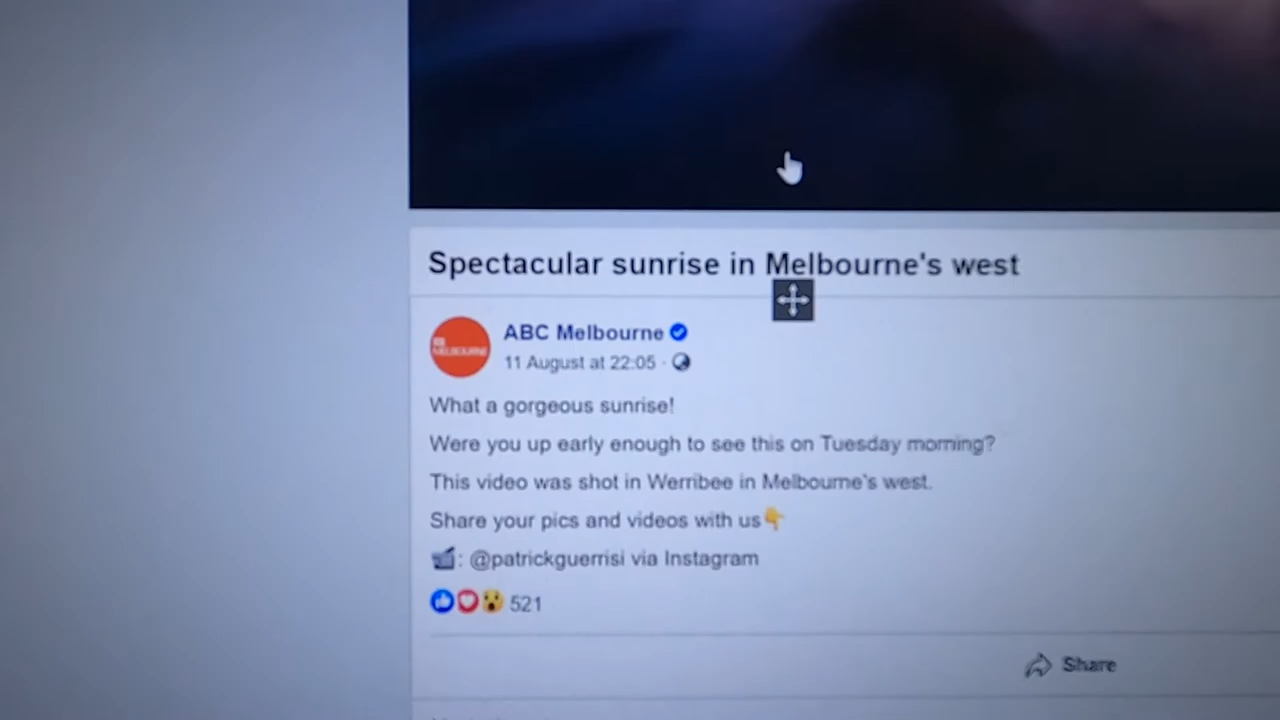 Spectacular sunrise in Melbourne's west
MELBOURNE
ABC Melbourne
11 August at 22:05 ·
What a gorgeous sunrise!
Were you up early enough to see this on Tuesday morning?
This video was shot in Werribee in Melbourne's west.
Share your pics and videos with us👇
📹: @patrickguerrisi via Instagram
521
Share